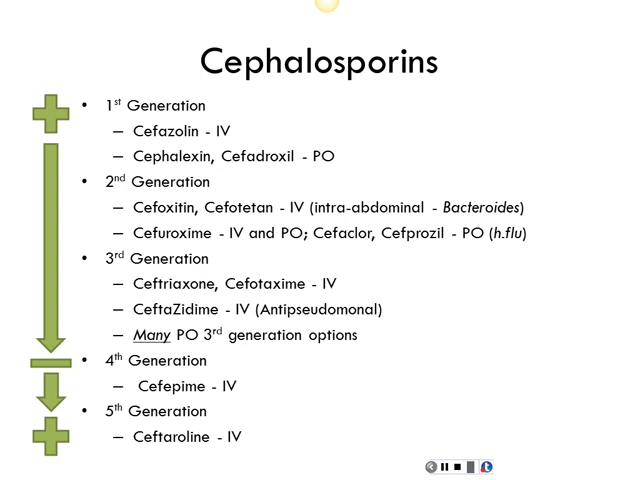 Cephalosporins
• 1st Generation
– Cefazolin - IV
– Cephalexin, Cefadroxil - PO
• 2nd Generation
– Cefoxitin, Cefotetan - IV (intra-abdominal - Bacteroides)
– Cefuroxime - IV and PO; Cefaclor, Cefprozil - PO (h.flu)
• 3rd Generation
– Ceftriaxone, Cefotaxime - IV
– CeftaZidime - IV (Antipseudomonal)
– Many PO 3rd generation options
• 4th Generation
– Cefepime - IV
• 5th Generation
– Ceftaroline - IV